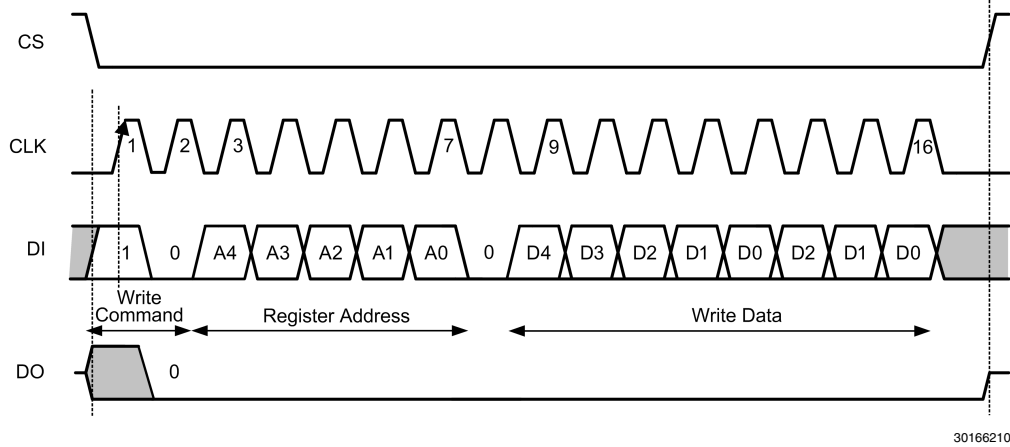 CS
CLK 1 2 3 7 9 16
DI 1 0 A4 A3 A2 A1 A0 0 D4 D3 D2 D1 D0 D2 D1 D0
Write
Command Register Address Write Data
DO 0
30166210